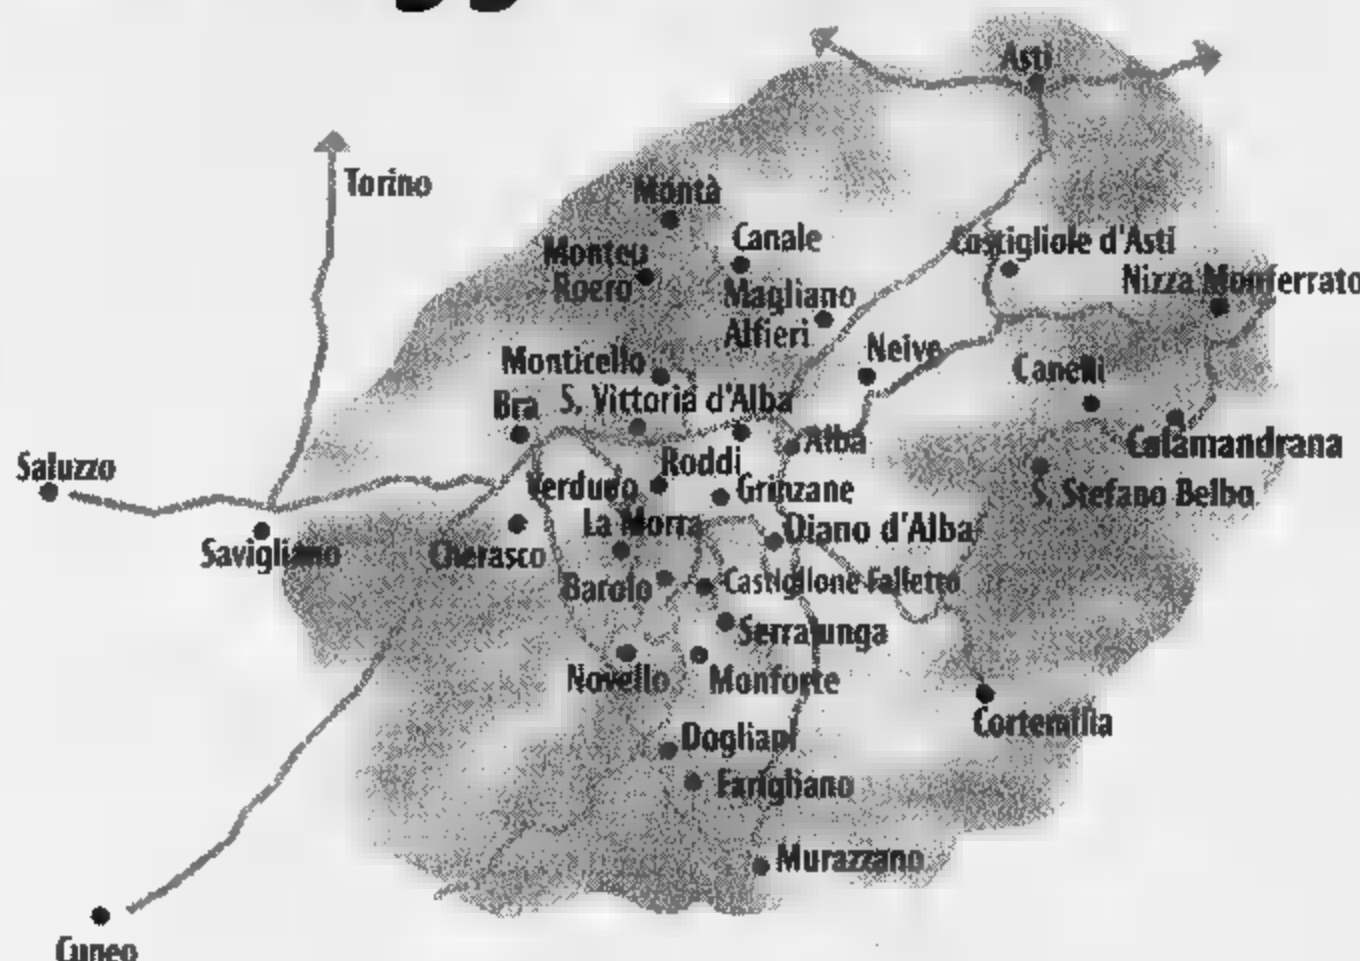 Asti
Torino
Montà
Canale
Costigliole d'Asti
Monteu
Roero
Nizza Monferrato
Magliano
Alfieri
Neive
Monticello
Canelli
S. Vittoria d'Alba
Bra
Alba
Calamandrana
Saluzzo
Roddi
Verduno
Grinzane
S. Stefano Belbo
La Morra
Diano d'Alba
Savigliano
Cherasco
Castiglione Falletto
Barolo
Serralunga
Novello
Monforte
Cortemilia
Dogliani
Farigliano
Murazzano
Cuneo